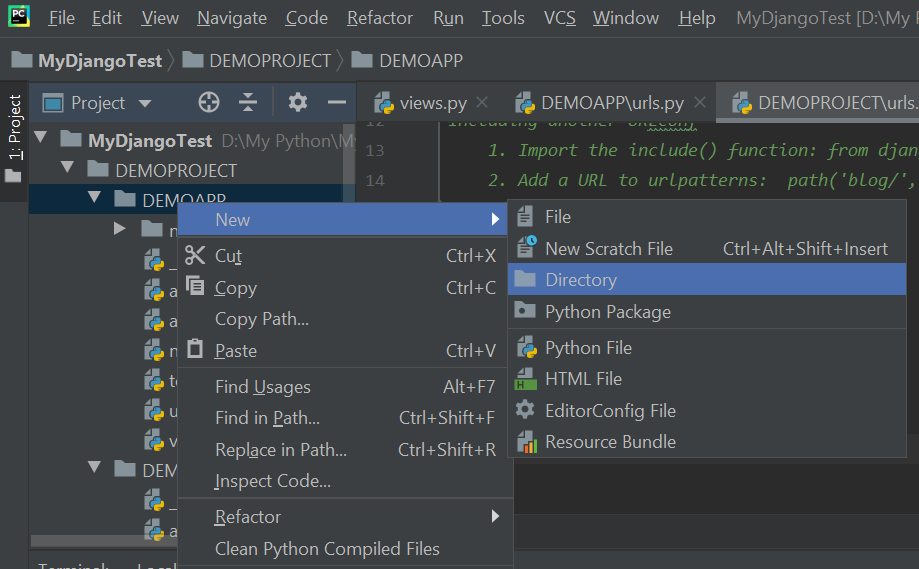 PC File Edit View Navigate Code Refactor Run Tools VCS Window Help MyDjangoTest [D:\My
MyDjangoTest DEMOPROJECT DEMOAPP
1: Project
Project
views.py DEMOAPP\urls.py DEMOPROJECT\urls.
MyDjangoTest D:\My Python\
12 Including another
13 1. Import the include() function: from djan
DEMOPROJECT
14 2. Add a URL to urlpatterns: path('blog/',
DEMOAPP
New
Cut Ctrl+X
Copy Ctrl+C
Copy Path...
Paste Ctrl+V
Find Usages Alt+F7
Find in Path... Ctrl+Shift+F
Replace in Path... Ctrl+Shift+R
Inspect Code...
Refactor
Clean Python Compiled Files
File
New Scratch File Ctrl+Alt+Shift+Insert
Directory
Python Package
Python File
HTML File
H
EditorConfig File
Resource Bundle
DEM
Terminal Local